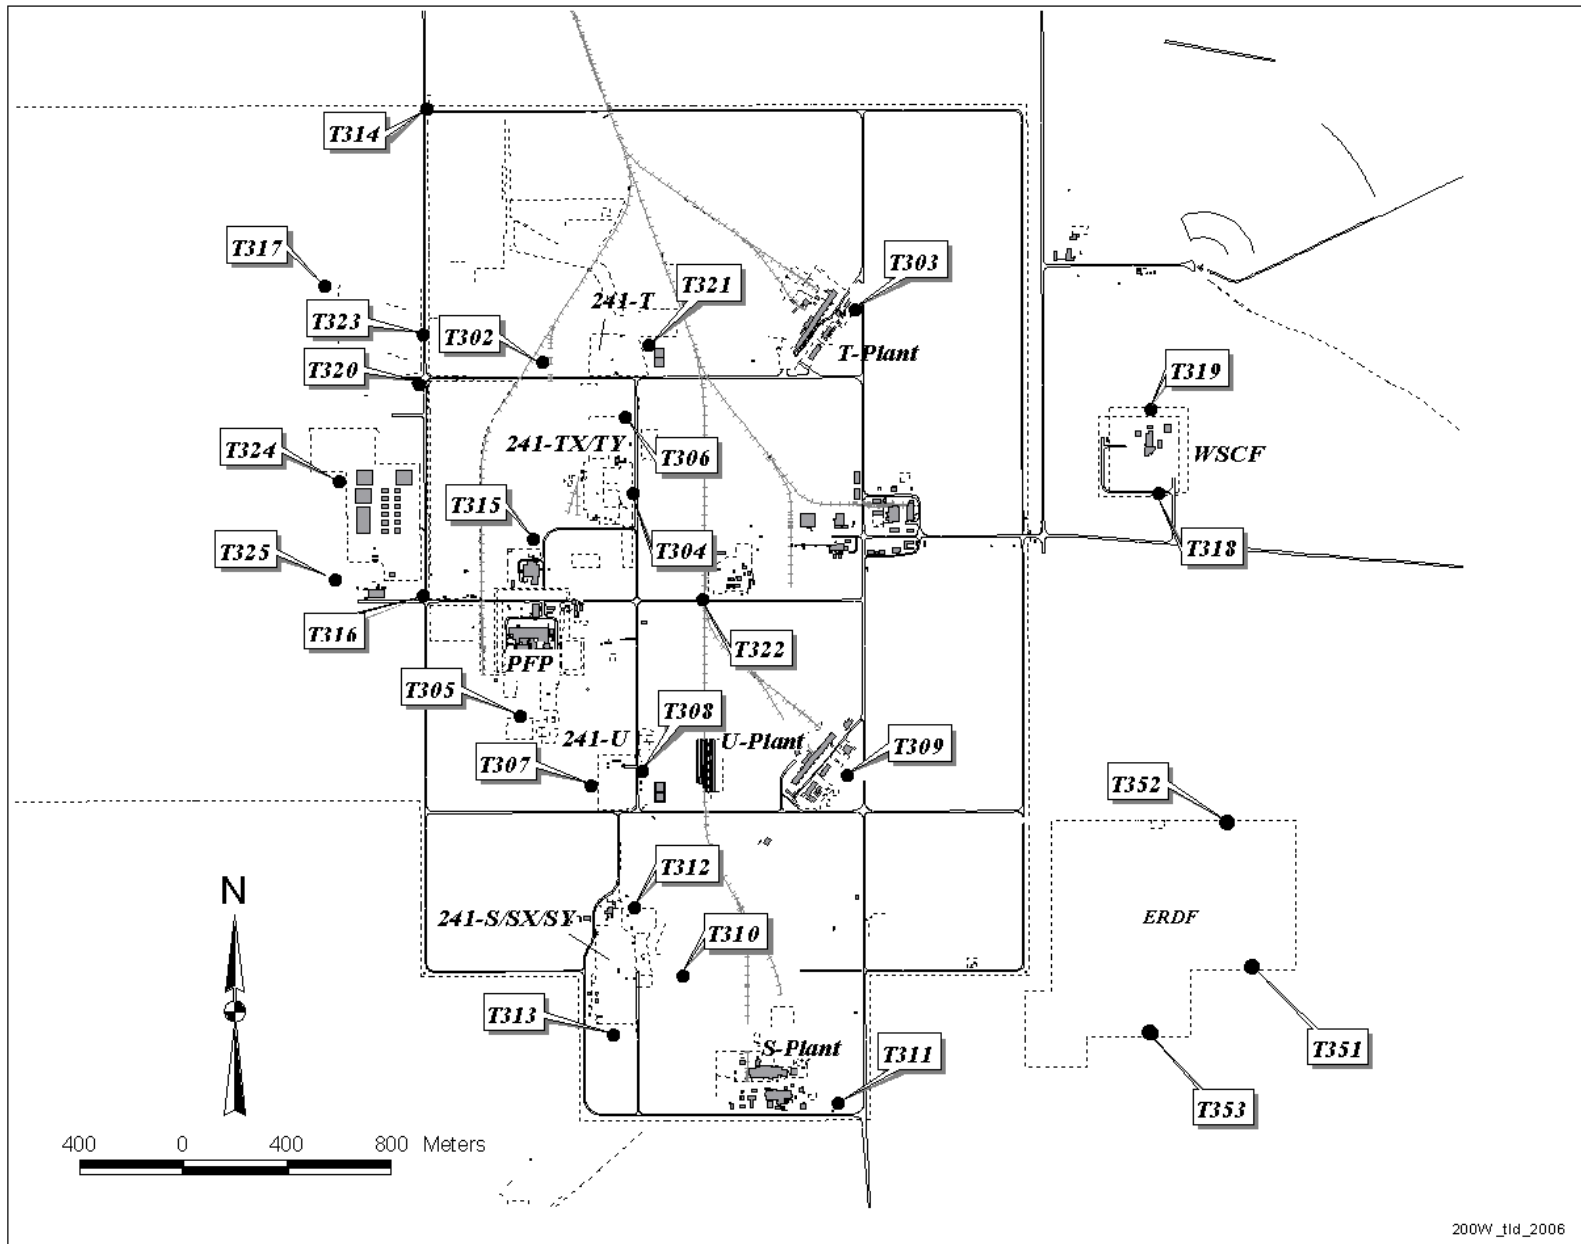 T314
T317
T303
T321
241-T
T323
T302
T-Plant
T320
T319
241-TX/TY
T306
WSCF
T324
T315
T304
T318
T325
T316
T322
PFP
T305
T308
241-U
U-Plant
T309
T307
T352
T312
N
241-S/SX/SY
T310
ERDF
T313
S-Plant
T311
T351
T353
400 0 400 800 Meters
200W_tld_2006